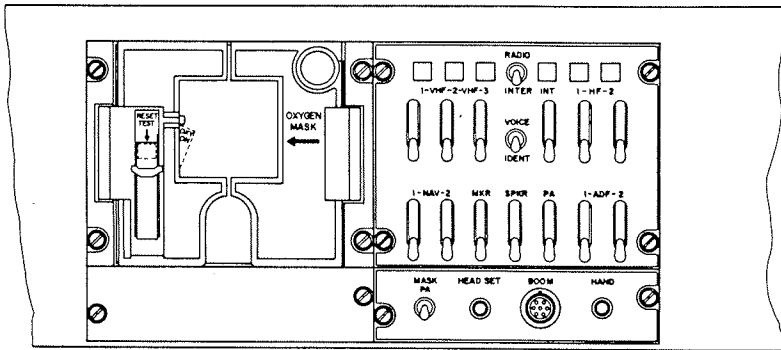 RESET
TEST
OXYGEN
MASK
RADIO
INTER
1-VHF-2-VHF-3
INT
1-HF-2
VOICE
IDENT
1-NAV-2
MKR
SPKR
PA
1-ADF-2
MASK
PA
HEAD SET
BOOM
HAND